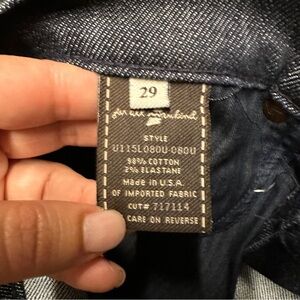 29
for all mankind
STYLE
U115L080U-080U
98% COTTON
2% ELASTANE
MADE IN U.S.A
OF IMPORTED FABRIC
CUT# 717114
CARE ON REVERSE